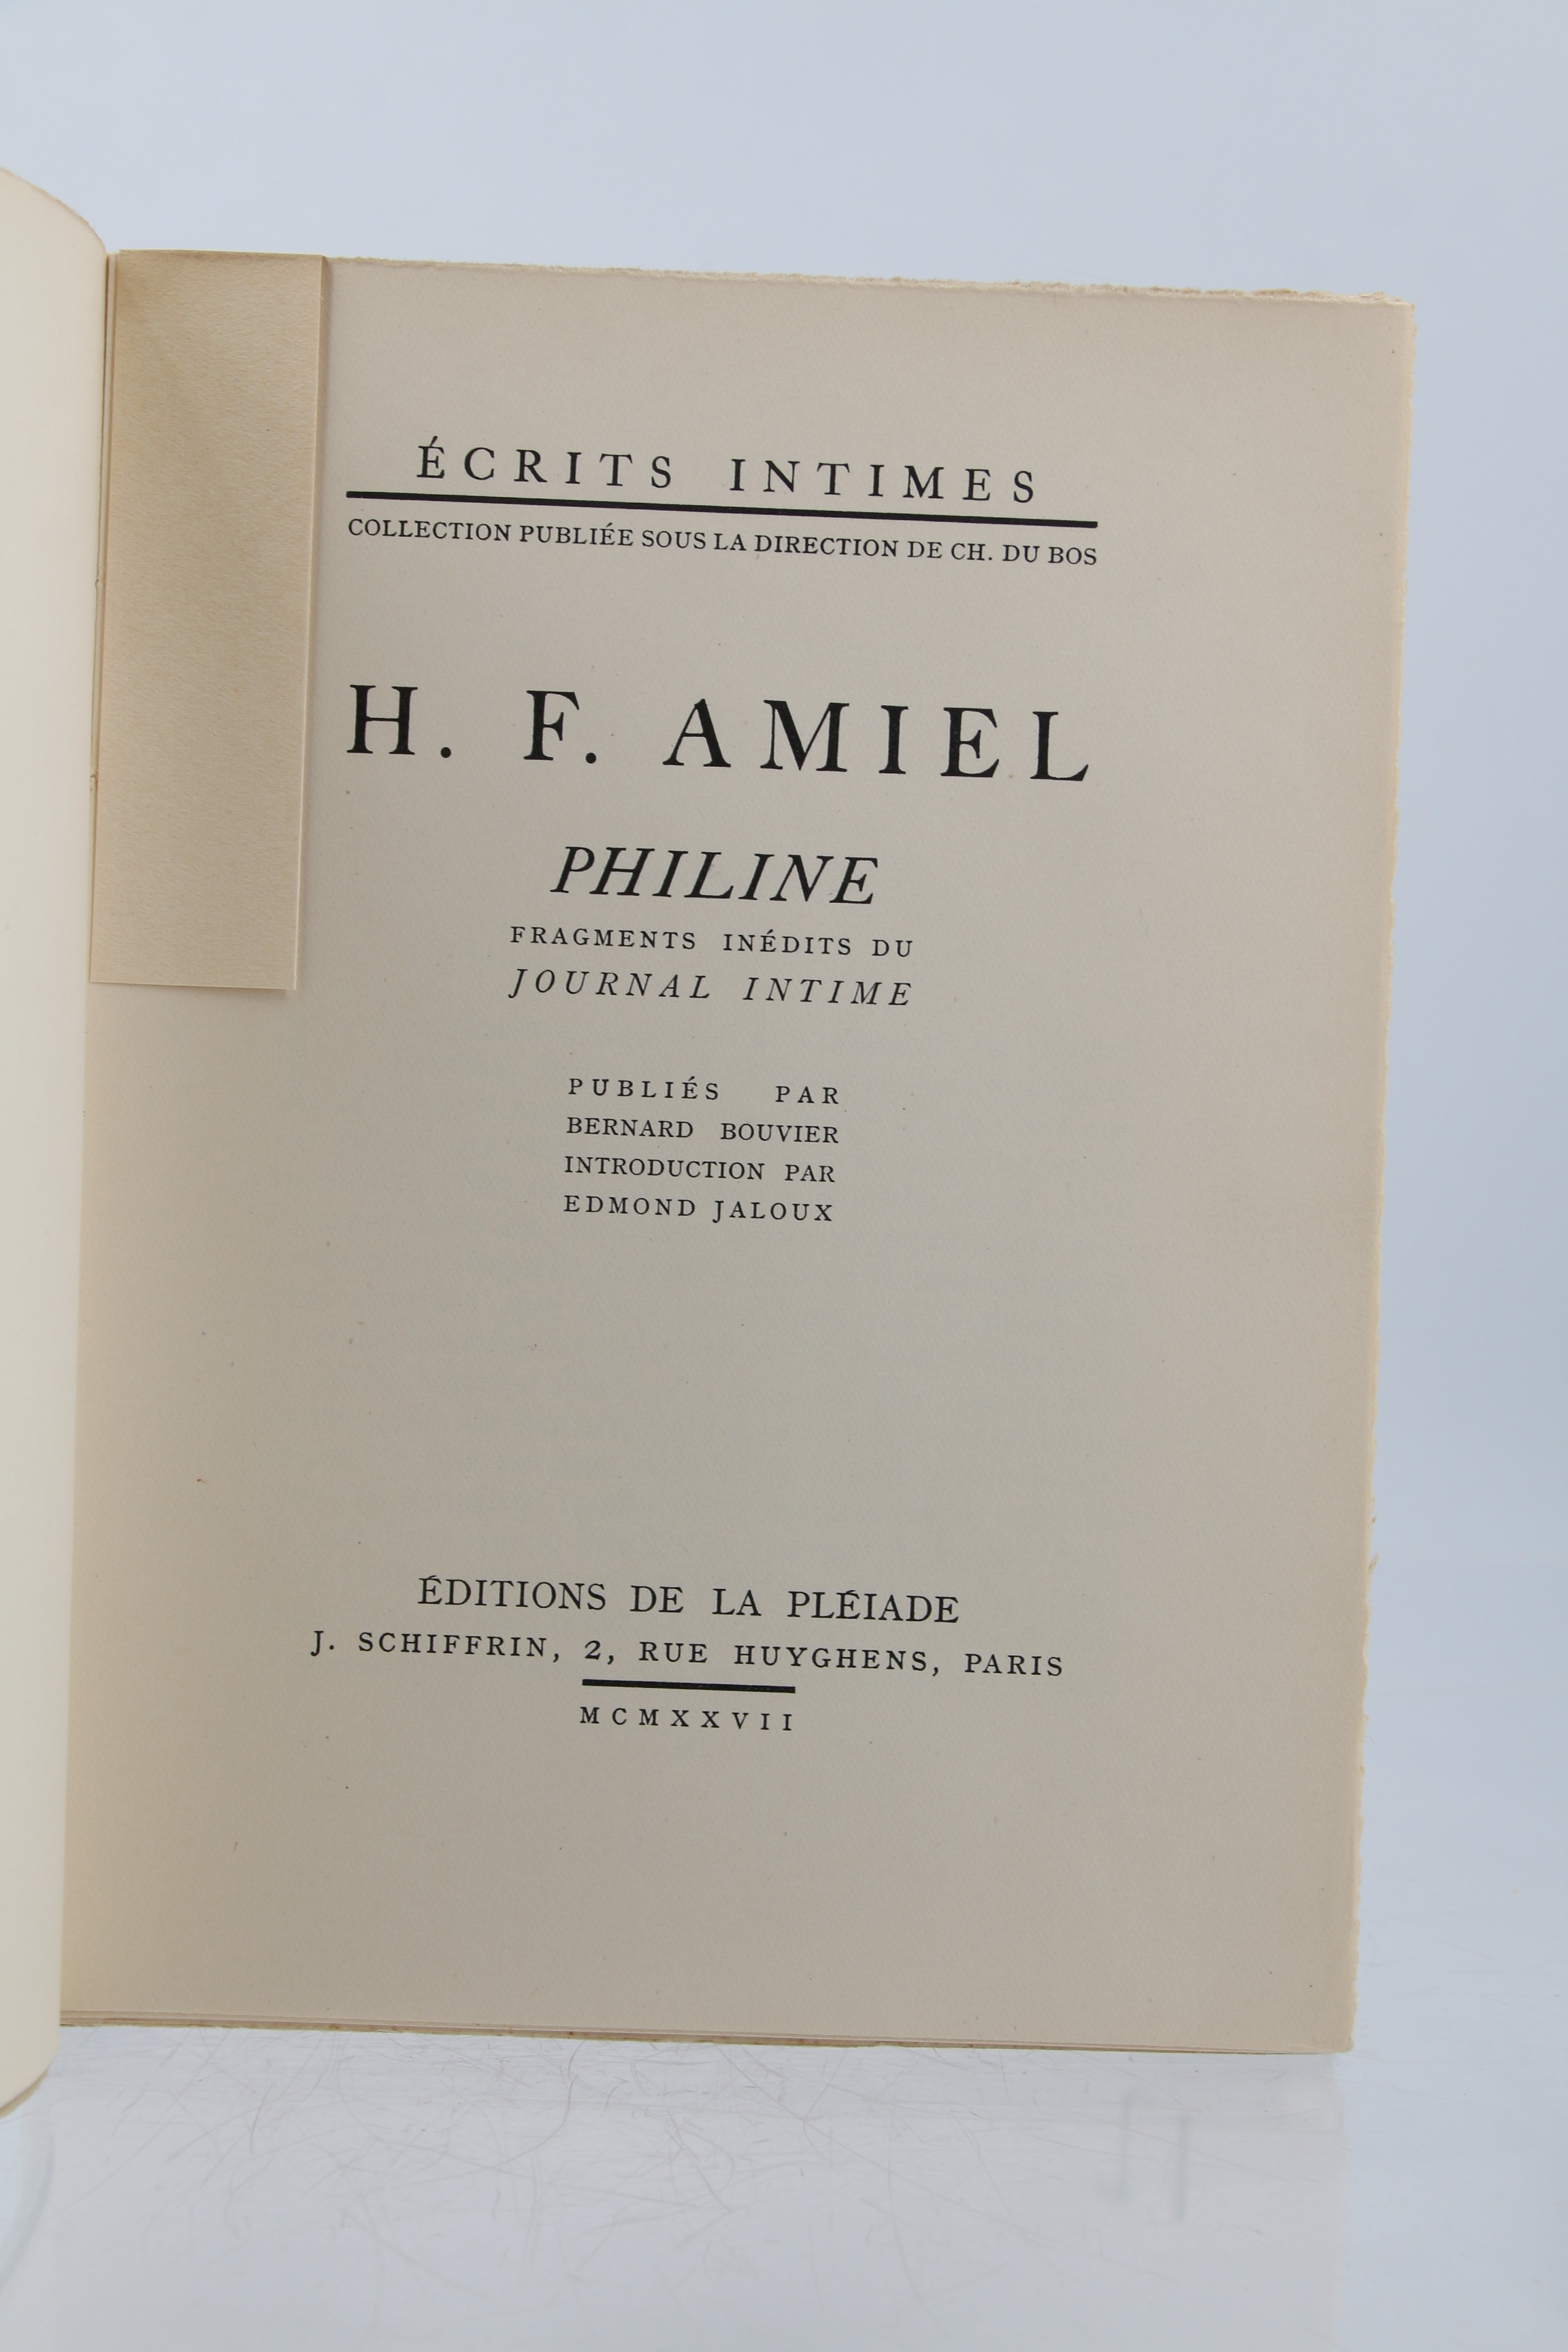 ÉCRITS INTIMES
COLLECTION PUBLIÉE SOUS LA DIRECTION DE CH. DU BOS
H. F. AMIEL
PHILINE
FRAGMENTS INÉDITS DU
JOURNAL INTIME
PUBLIÉS PAR
BERNARD BOUVIER
INTRODUCTION PAR
EDMOND JALOUX
ÉDITIONS DE LA PLÉIADE
J. SCHIFFRIN, 2, RUE HUYGHENS, PARIS
MCMXXVII